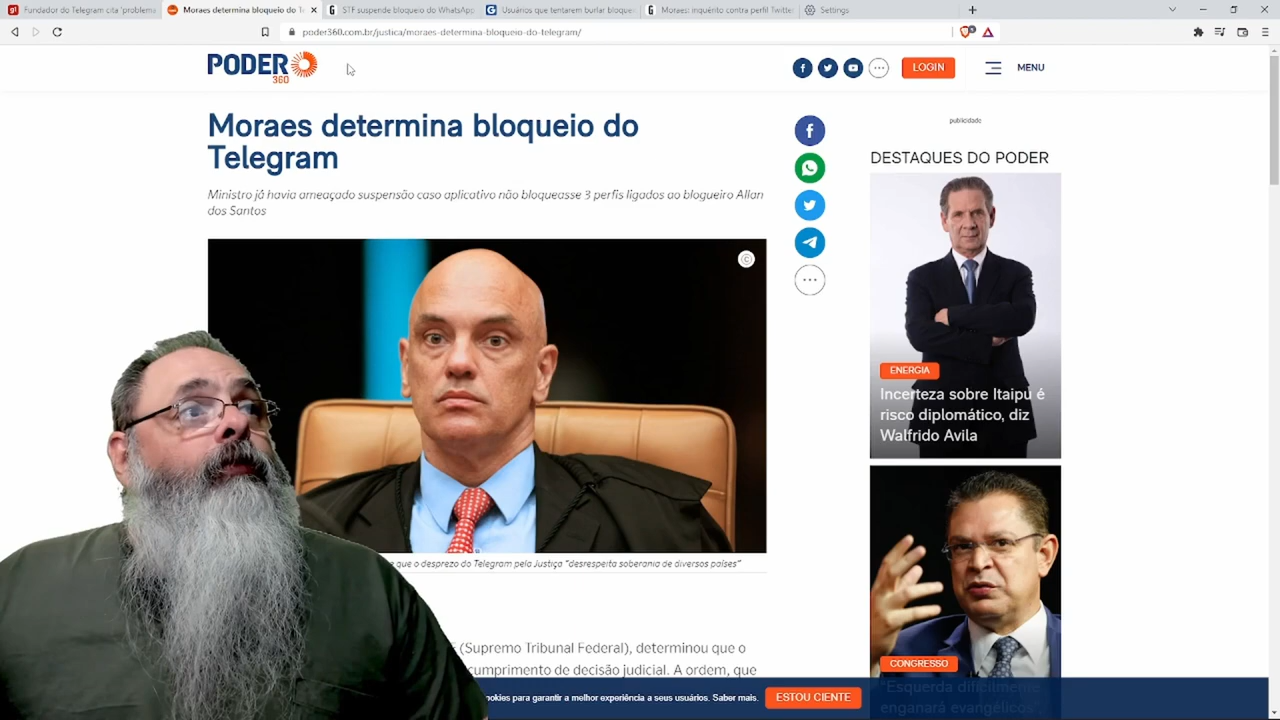 Fundador do Telegram cita 'problema
Moraes determina bloqueio do Te
STF suspende bloqueio do WhatsApp
Usuários que tentarem burlar bloque
Moraes: inquérito contra perfil Twitter
Settings
poder360.com.br/justica/moraes-determina-bloqueio-do-telegram/
PODER
360
LOGIN
MENU
Moraes determina bloqueio do
Telegram
Ministro já havia ameaçado suspensão caso aplicativo não bloqueasse 3 perfis ligados ao blogueiro Allan
dos Santos
publicidade
DESTAQUES DO PODER
ENERGIA
Incerteza sobre Itaipu é
risco diplomático, diz
Walfrido Avila
que o desprezo do Telegram pela Justiça "desrespeita soberania de diversos países"
(Supremo Tribunal Federal), determinou que o
cumprimento de decisão judicial. A ordem, que
CONGRESSO
"Esquerda dificilmente
enganará evangélicos"
para garantir a melhor experiência a seus usuários. Saber mais.
ESTOU CIENTE